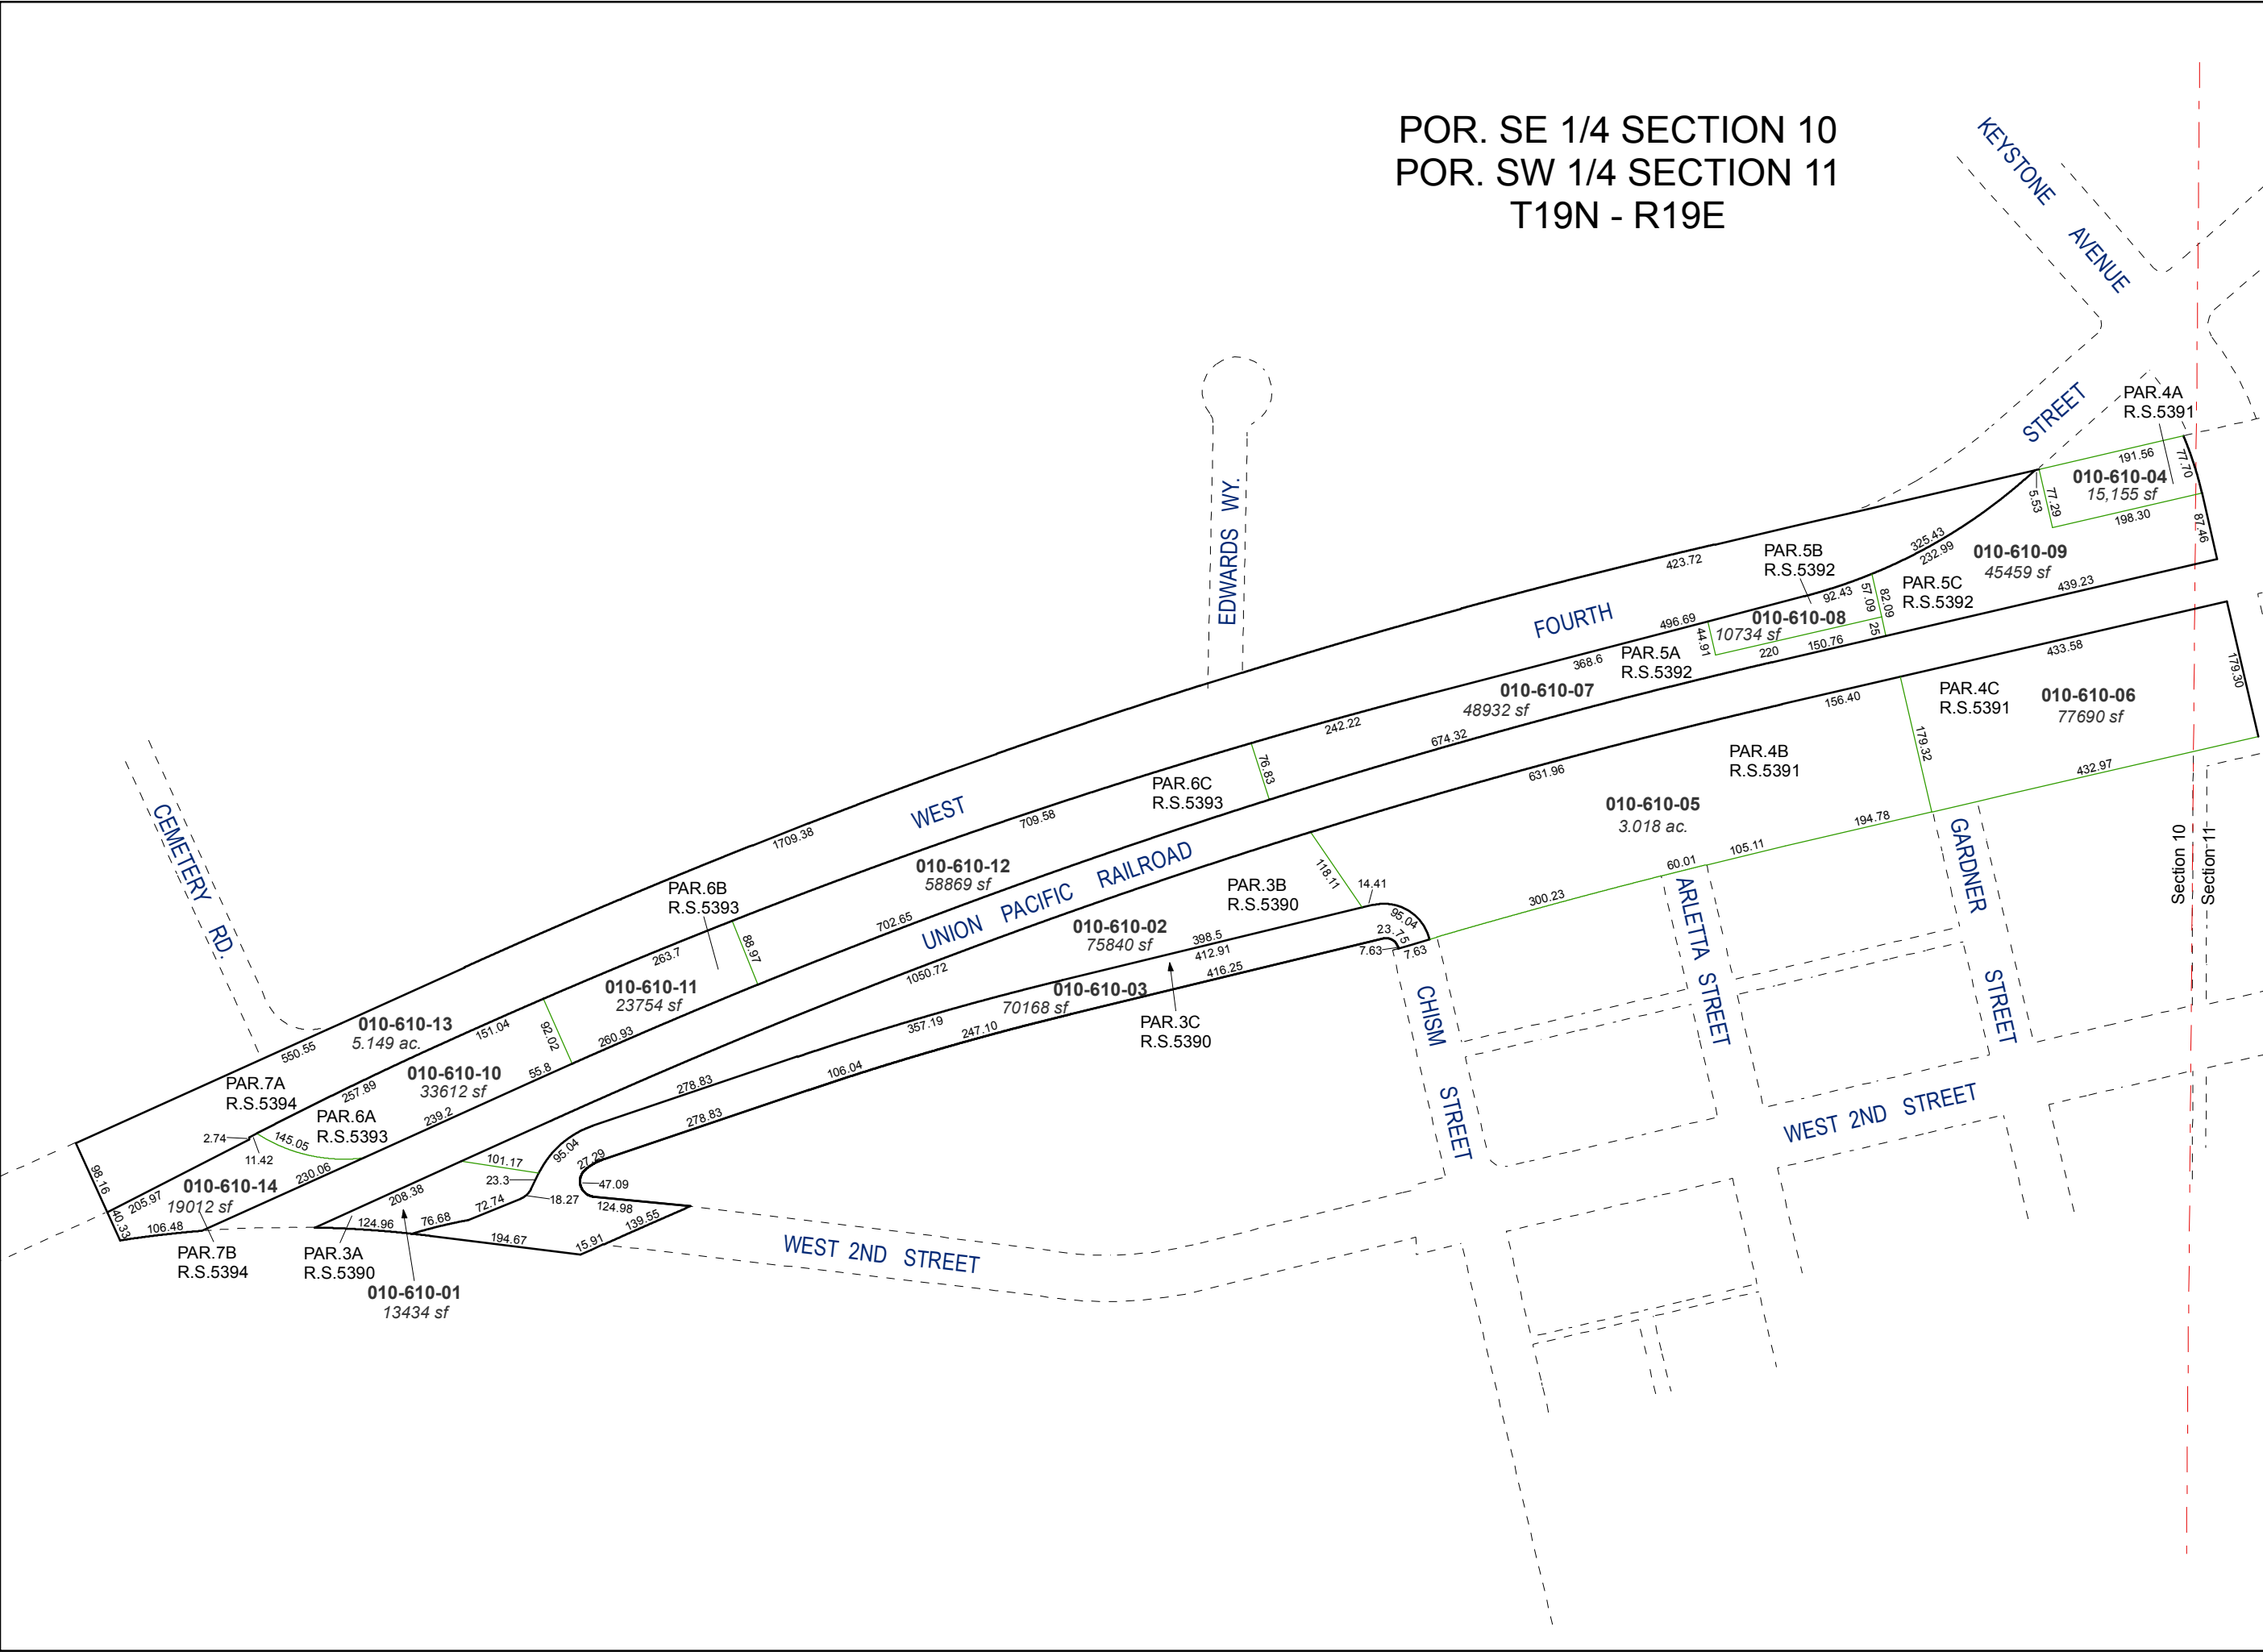 POR. SE 1/4 SECTION 10
POR. SW 1/4 SECTION 11
T19N - R19E
KEYSTONE
AVENUE
STREET
PAR.4A
R.S.5391
191.56
77.70
010-610-04
15,155 sf
5.53
77.29
198.30
87.46
EDWARDS WY.
423.72
PAR.5B
R.S.5392
325.43
232.99
010-610-09
45459 sf
PAR.5C
R.S.5392
439.23
92.43
57.09
82.09
25
FOURTH
496.69
010-610-08
10734 sf
44.91
220
150.76
PAR.5A
R.S.5392
368.6
010-610-07
48932 sf
433.58
179.30
PAR.4C
R.S.5391
010-610-06
77690 sf
156.40
179.32
242.22
674.32
76.83
PAR.4B
R.S.5391
432.97
631.96
PAR.6C
R.S.5393
010-610-05
3.018 ac.
WEST
709.58
1709.38
194.78
105.11
60.01
GARDNER
STREET
Section 10
Section 11
CEMETERY
RD.
010-610-12
58869 sf
UNION PACIFIC RAILROAD
118.11
14.41
PAR.3B
R.S.5390
300.23
ARLETTA STREET
PAR.6B
R.S.5393
702.65
010-610-02
75840 sf
95.04
23.75
7.63
7.63
398.5
412.91
416.25
88.97
263.7
1050.72
010-610-11
23754 sf
010-610-03
70168 sf
PAR.3C
R.S.5390
CHISM
STREET
010-610-13
5.149 ac.
550.55
151.04
92.02
260.93
357.19
247.10
PAR.7A
R.S.5394
257.89
010-610-10
33612 sf
55.8
106.04
278.83
278.83
PAR.6A
R.S.5393
239.2
2.74
11.42
145.05
WEST 2ND STREET
98.16
205.97
010-610-14
19012 sf
230.06
101.17
95.04
27.29
23.3
47.09
18.27
124.98
139.55
208.38
72.74
76.68
124.96
40.33
106.48
194.67
15.91
PAR.7B
R.S.5394
PAR.3A
R.S.5390
WEST 2ND STREET
010-610-01
13434 sf